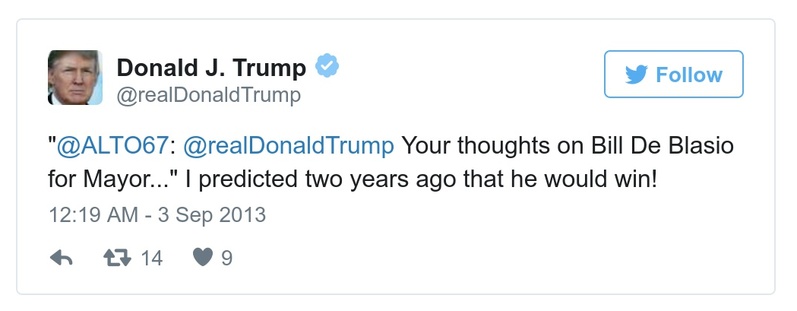 Donald J. Trump
@realDonaldTrump
Follow
"@ALTO67: @realDonaldTrump Your thoughts on Bill De Blasio
for Mayor..." I predicted two years ago that he would win!
12:19 AM - 3 Sep 2013
14 9